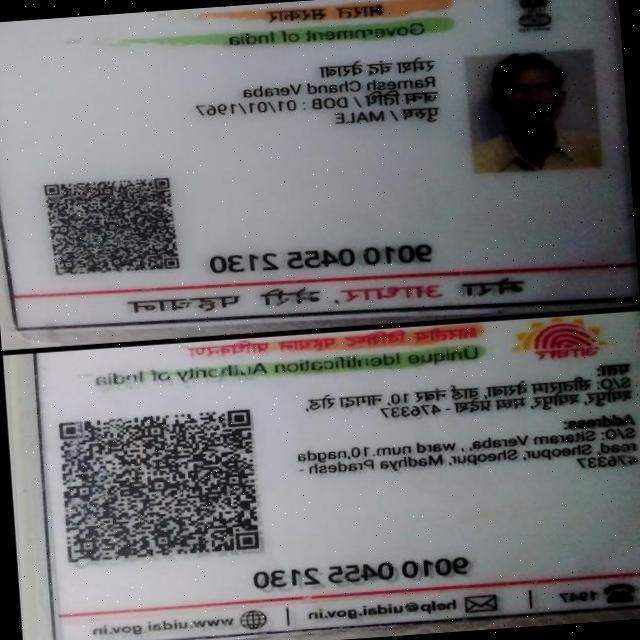 भारत सरकार
Government of India
रमेश चंद वेराबा
Ramesh Chand Veraba
जन्म तिथि / DOB : 01/01/1967
पुरुष / MALE
9010 0455 2130
मेरा आधार, मेरी पहचान
भारतीय विशिष्ट पहचान प्राधिकरण
Unique Identification Authority of India
आधार
पता:
S/O: सीताराम वेराबा, वार्ड नंबर 10, नागदा रोड,
श्योपुर, श्योपुर, मध्य प्रदेश 476337
Address:
S/O: Sitaram Veraba, , ward num.10,nagda
road, Sheopur, Sheopur, Madhya Pradesh -
476337
9010 0455 2130
1947
help@uidai.gov.in
www.uidai.gov.in